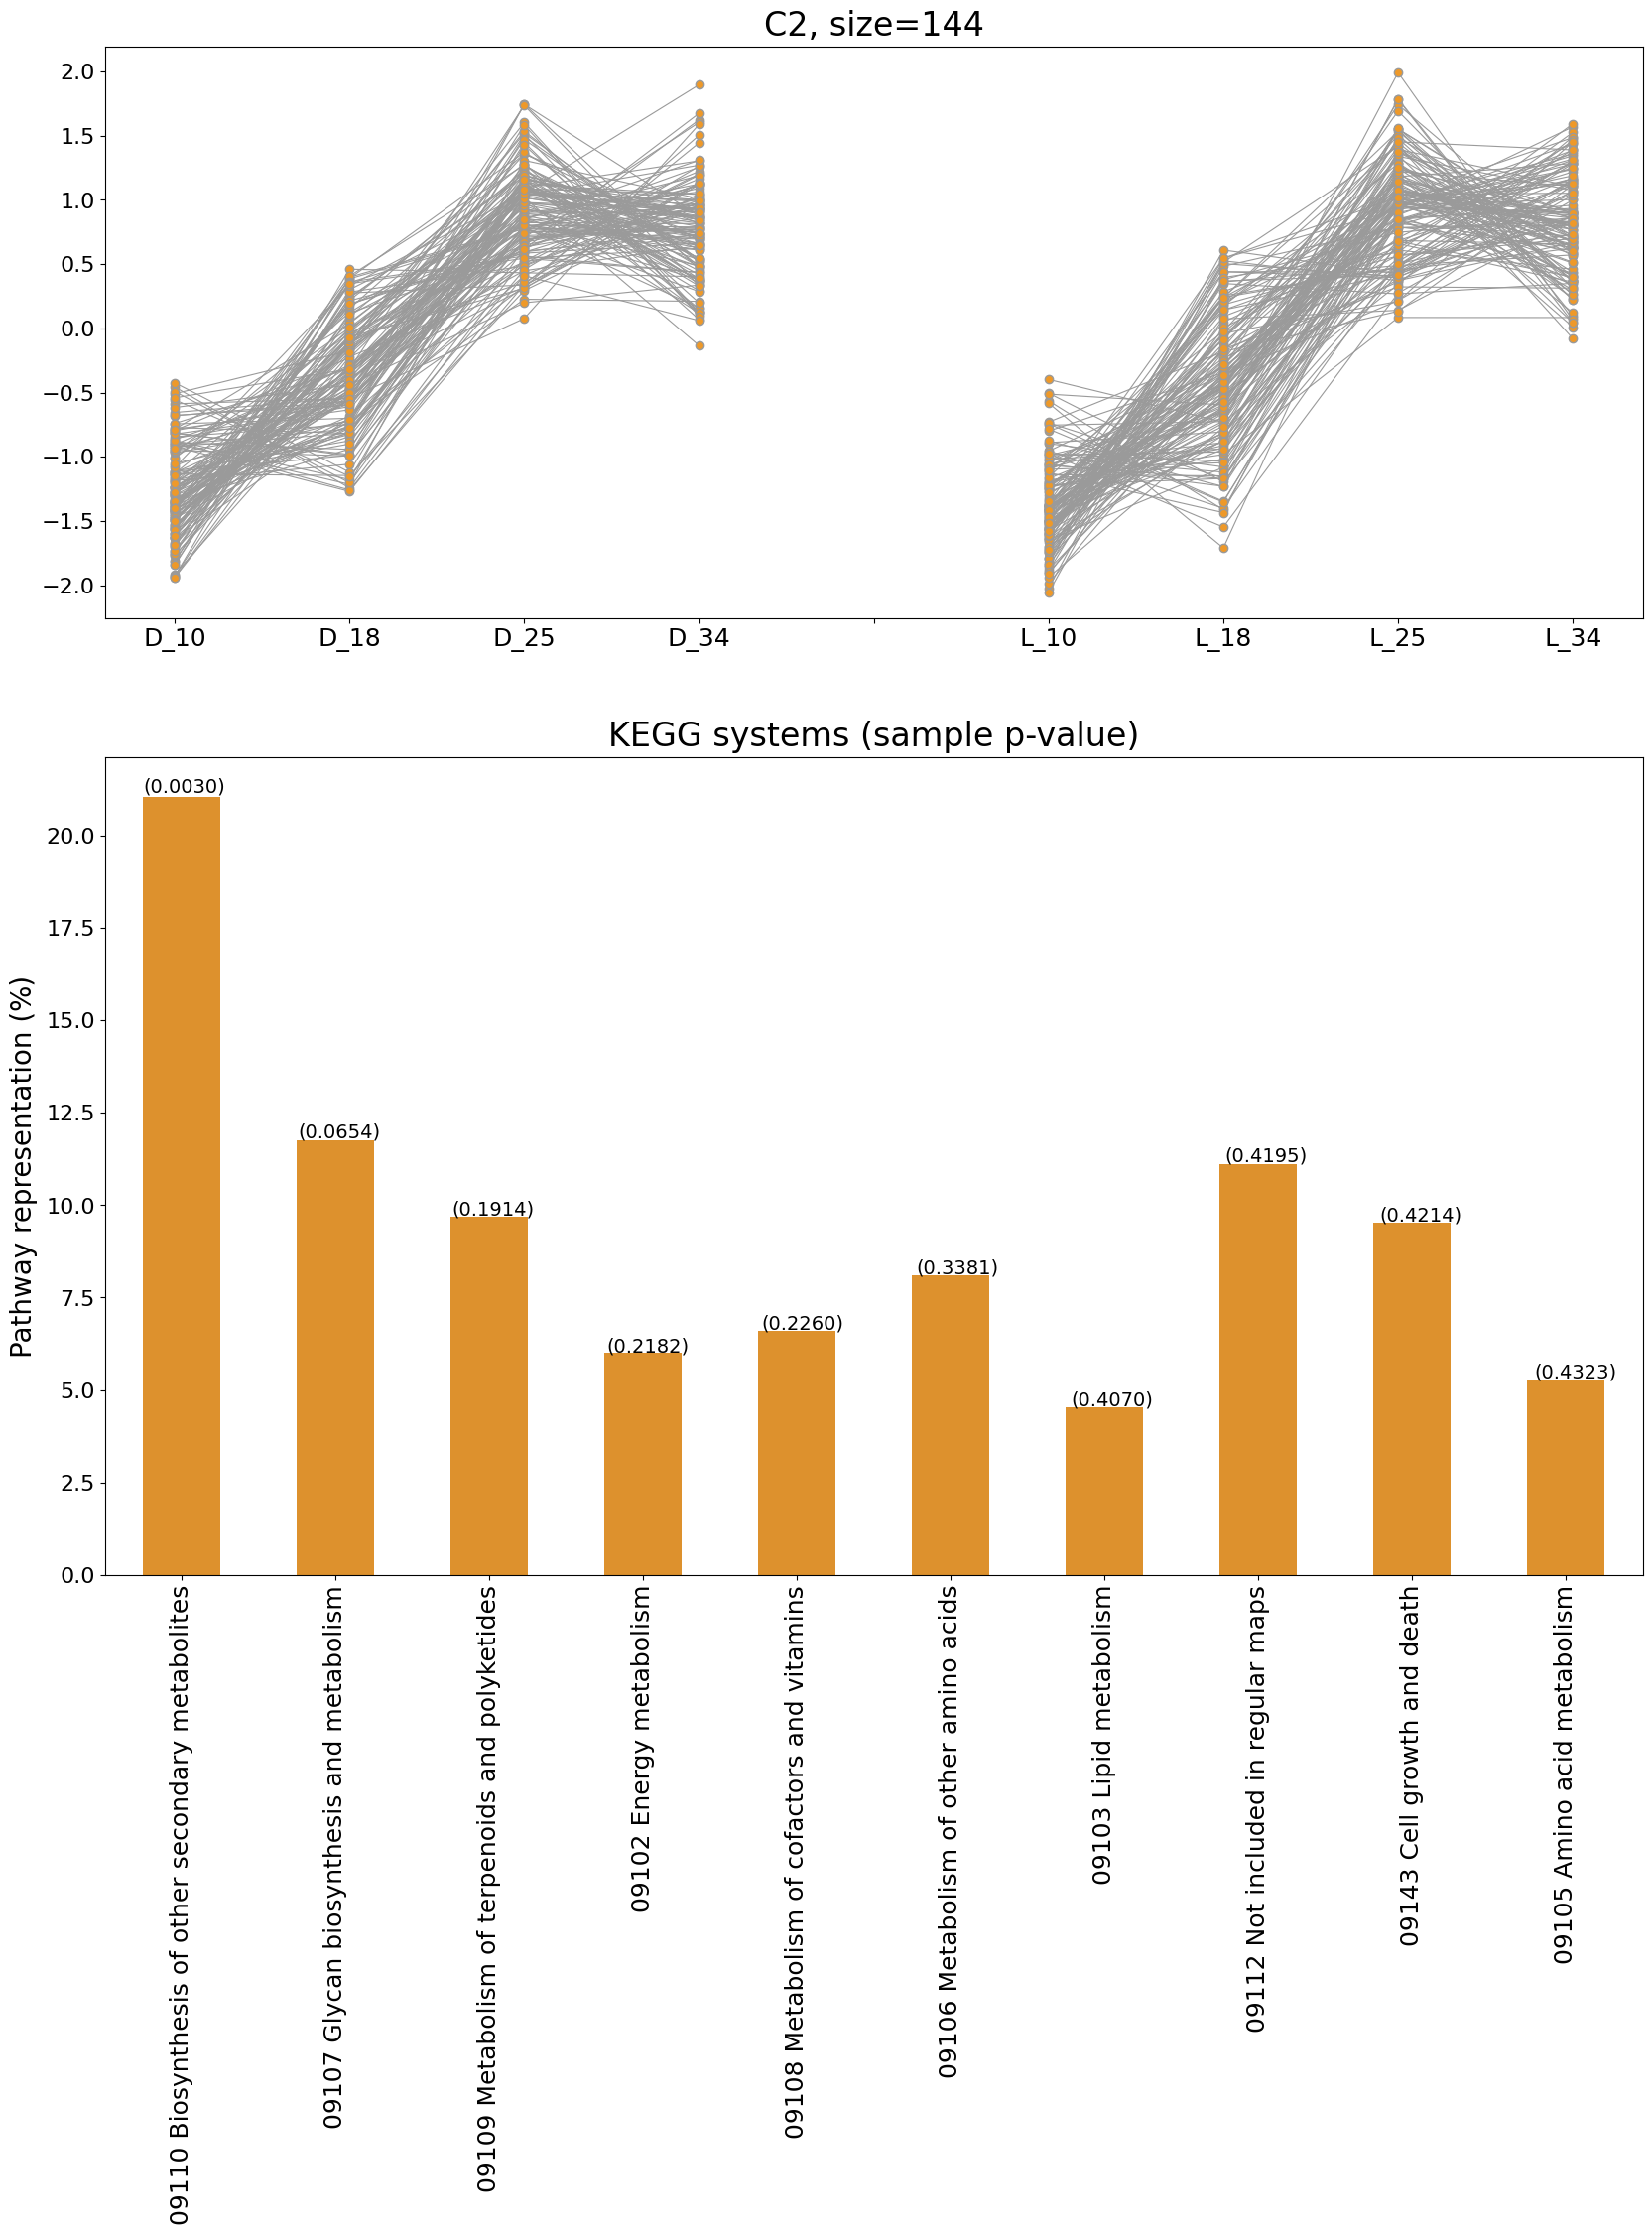 C2, size=144
2.0
1.5
1.0
0.5
0.0
−0.5
−1.0
−1.5
−2.0
D_10
D_18
D_25
D_34
L_10
L_18
L_25
L_34
KEGG systems (sample p-value)
Pathway representation (%)
20.0
17.5
15.0
12.5
10.0
7.5
5.0
2.5
0.0
(0.0030)
(0.0654)
(0.1914)
(0.2182)
(0.2260)
(0.3381)
(0.4070)
(0.4195)
(0.4214)
(0.4323)
09110 Biosynthesis of other secondary metabolites
09107 Glycan biosynthesis and metabolism
09109 Metabolism of terpenoids and polyketides
09102 Energy metabolism
09108 Metabolism of cofactors and vitamins
09106 Metabolism of other amino acids
09103 Lipid metabolism
09112 Not included in regular maps
09143 Cell growth and death
09105 Amino acid metabolism